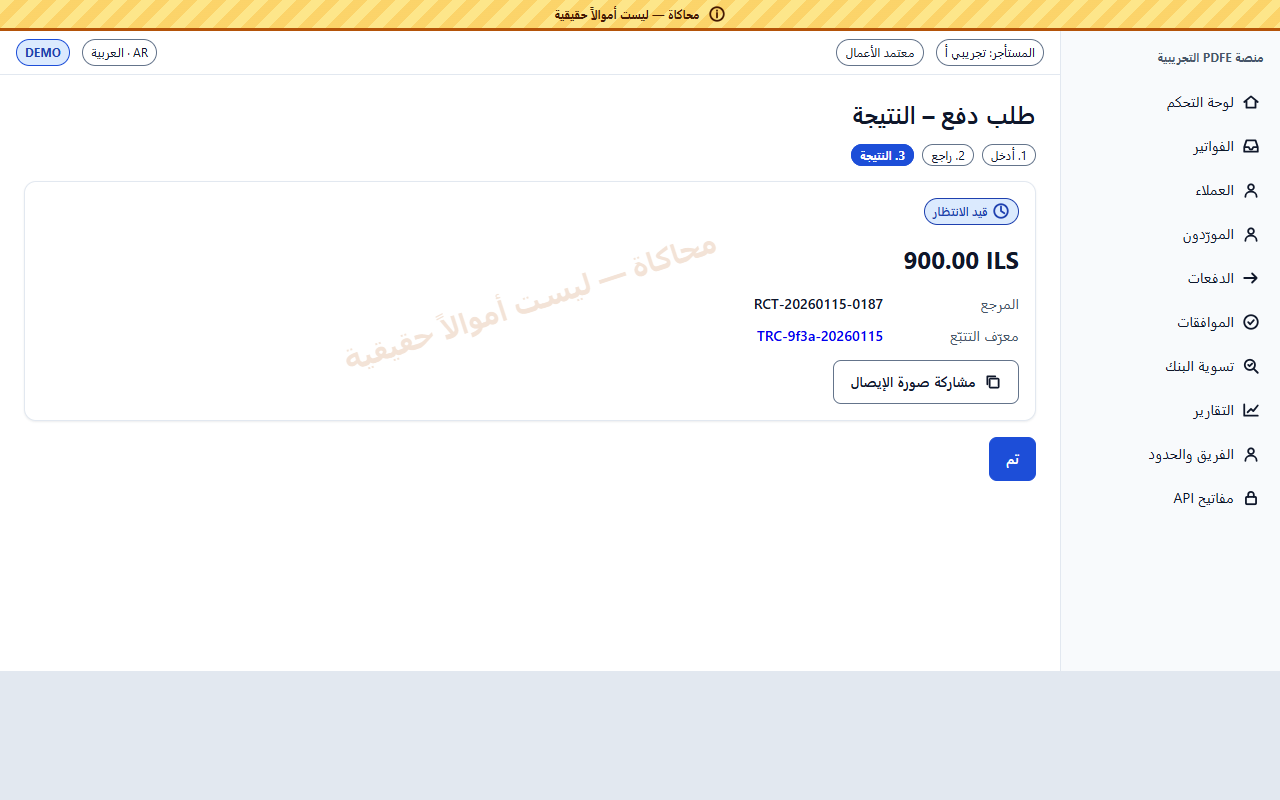 محاكاة — ليست أموالاً حقيقية
منصة PDFE التجريبية
لوحة التحكم
الفواتير
العملاء
المورّدون
الدفعات
الموافقات
تسوية البنك
التقارير
الفريق والحدود
مفاتيح API
المستأجر: تجريبي أ
معتمد الأعمال
AR · العربية
DEMO
طلب دفع – النتيجة
1. أدخل
2. راجع
3. النتيجة
قيد الانتظار
900.00 ILS
المرجع RCT-20260115-0187
معرّف التتبّع TRC-9f3a-20260115
مشاركة صورة الإيصال
محاكاة — ليست أموالاً حقيقية
تم